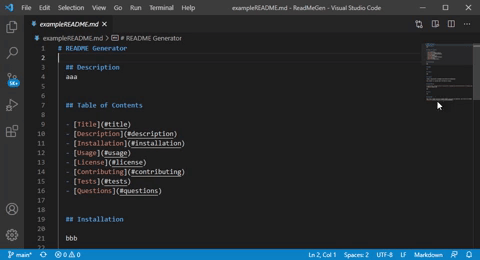 File Edit Selection View Go Run Terminal Help exampleREADME.md - ReadMeGen - Visual Studio Code
exampleREADME.md
exampleREADME.md > # README Generator
1 # README Generator
2
3 ## Description
4 aaa
5
6
7 ## Table of Contents
8
9 - [Title](#title)
10 - [Description](#description)
11 - [Installation](#installation)
12 - [Usage](#usage)
13 - [License](#license)
14 - [Contributing](#contributing)
15 - [Tests](#tests)
16 - [Questions](#questions)
17
18
19 ## Installation
20
21 bbb
22
5K+
main* 0 0 Ln 2, Col 1 Spaces: 2 UTF-8 LF Markdown